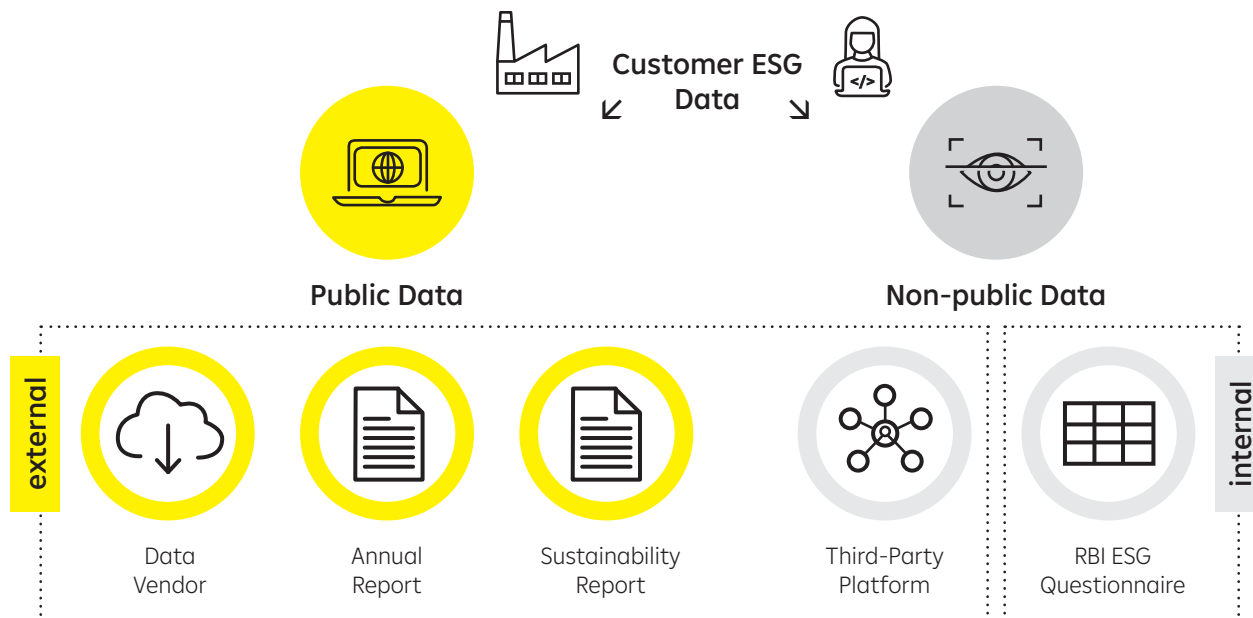 Customer ESG
Data
</>
Public Data
Non-public Data
external
internal
Data
Vendor
Annual
Report
Sustainability
Report
Third-Party
Platform
RBI ESG
Questionnaire